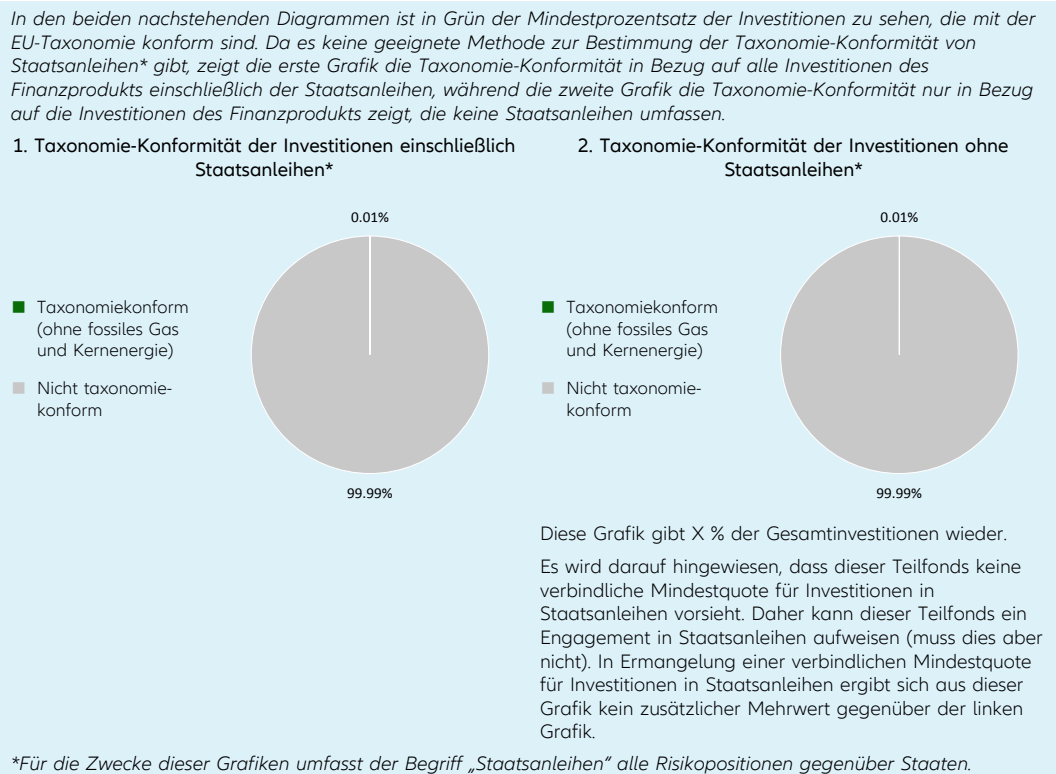 In den beiden nachstehenden Diagrammen ist in Grün der Mindestprozentsatz der Investitionen zu sehen, die mit der
EU-Taxonomie konform sind. Da es keine geeignete Methode zur Bestimmung der Taxonomie-Konformität von
Staatsanleihen* gibt, zeigt die erste Grafik die Taxonomie-Konformität in Bezug auf alle Investitionen des
Finanzprodukts einschließlich der Staatsanleihen, während die zweite Grafik die Taxonomie-Konformität nur in Bezug
auf die Investitionen des Finanzprodukts zeigt, die keine Staatsanleihen umfassen.
1. Taxonomie-Konformität der Investitionen einschließlich
Staatsanleihen*
0.01%
Taxonomiekonform
(ohne fossiles Gas
und Kernenergie)
Nicht taxonomie-
konform
99.99%
2. Taxonomie-Konformität der Investitionen ohne
Staatsanleihen*
0.01%
Taxonomiekonform
(ohne fossiles Gas
und Kernenergie)
Nicht taxonomie-
konform
99.99%
Diese Grafik gibt X % der Gesamtinvestitionen wieder.
Es wird darauf hingewiesen, dass dieser Teilfonds keine
verbindliche Mindestquote für Investitionen in
Staatsanleihen vorsieht. Daher kann dieser Teilfonds ein
Engagement in Staatsanleihen aufweisen (muss dies aber
nicht). In Ermangelung einer verbindlichen Mindestquote
für Investitionen in Staatsanleihen ergibt sich aus dieser
Grafik kein zusätzlicher Mehrwert gegenüber der linken
Grafik.
*Für die Zwecke dieser Grafiken umfasst der Begriff „Staatsanleihen" alle Risikopositionen gegenüber Staaten.